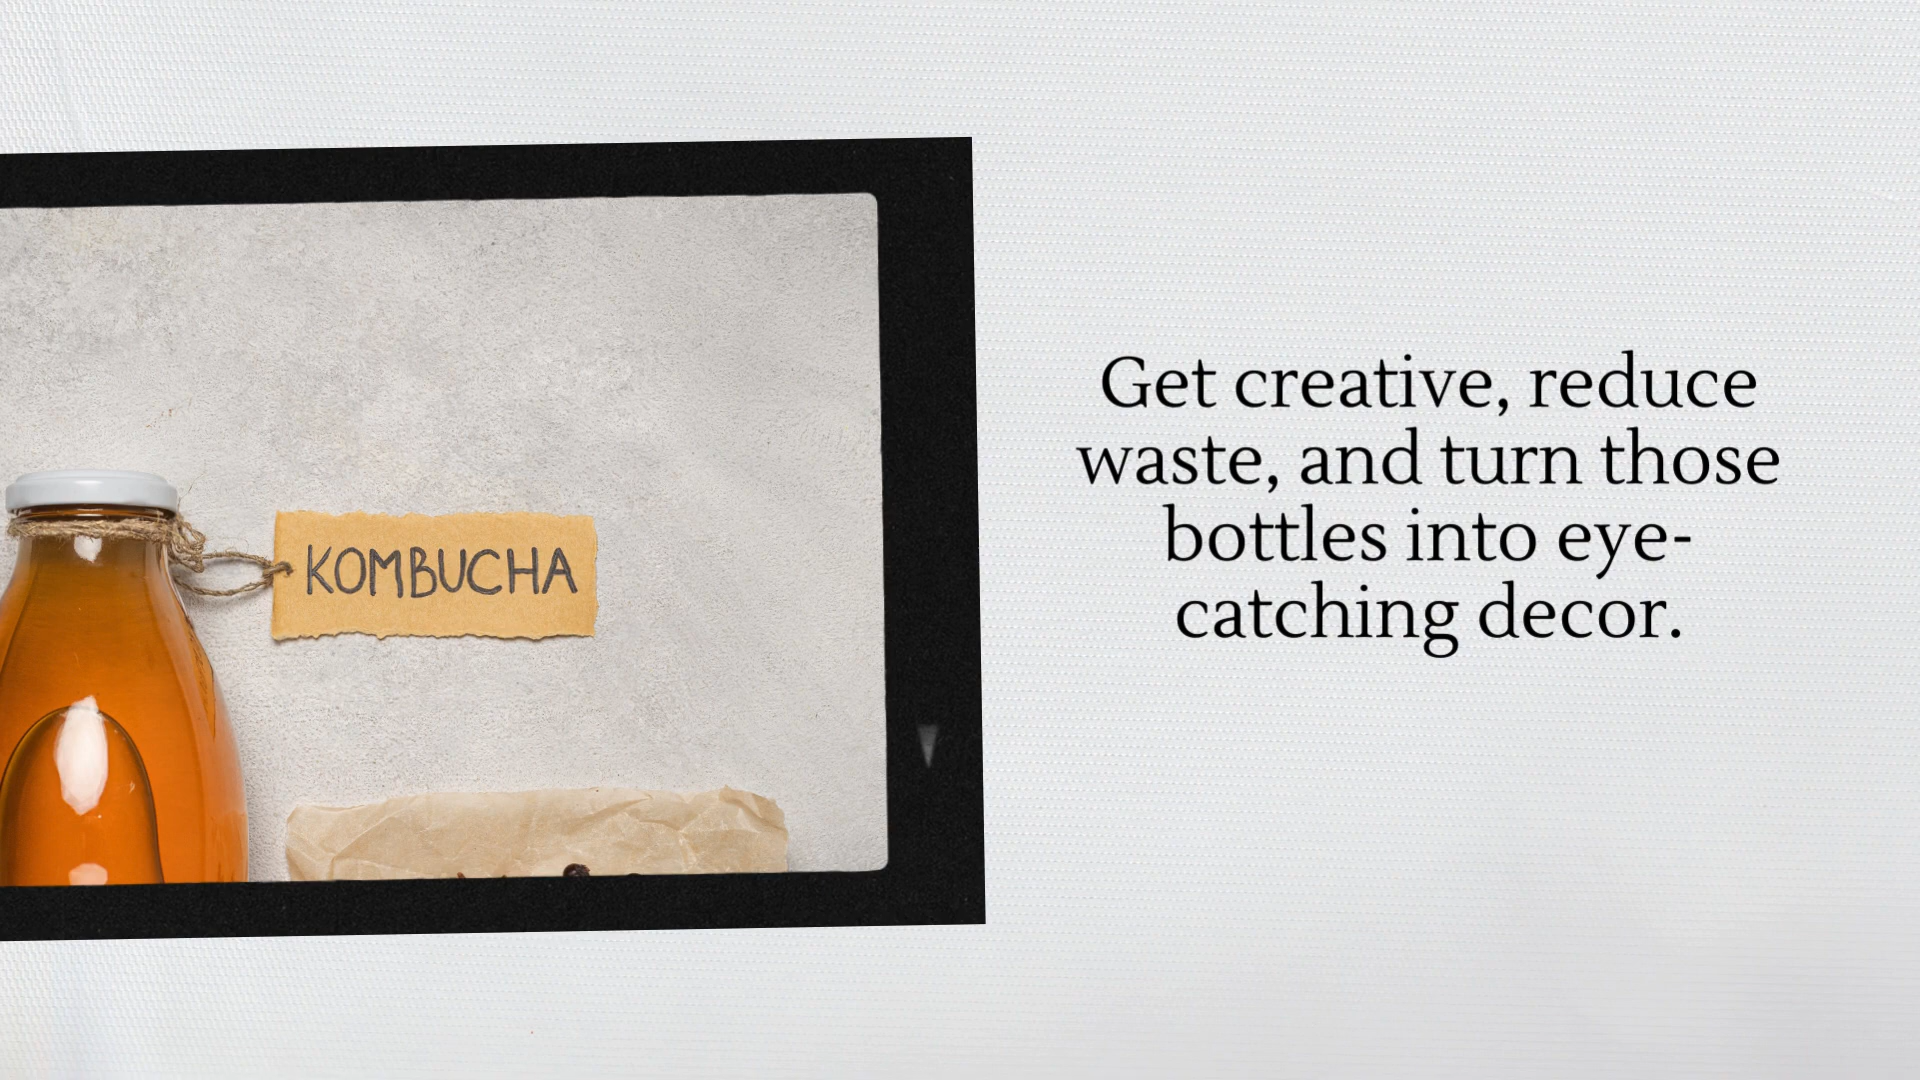 KOMBUCHA
Get creative, reduce
waste, and turn those
bottles into eye-
catching decor.